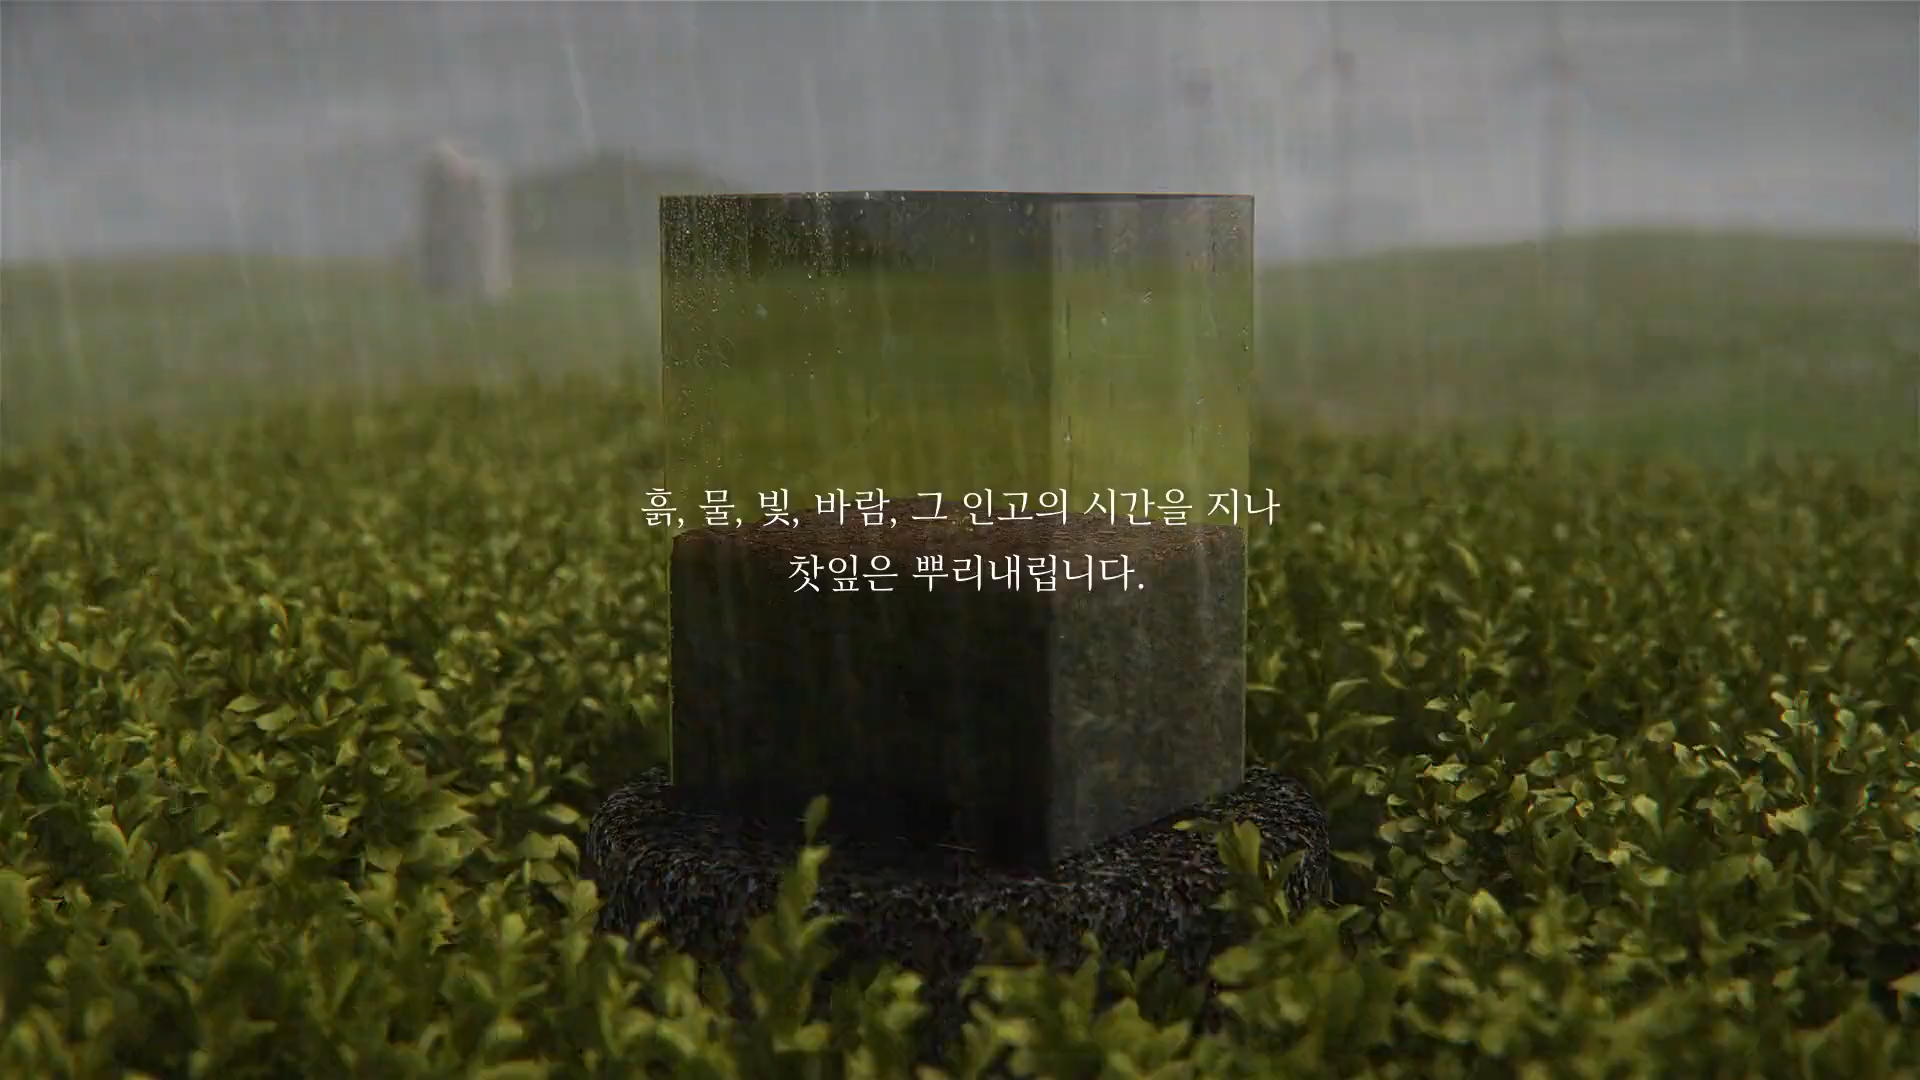 흙, 물, 빛, 바람, 그 인고의 시간을 지나
찻잎은 뿌리내립니다.